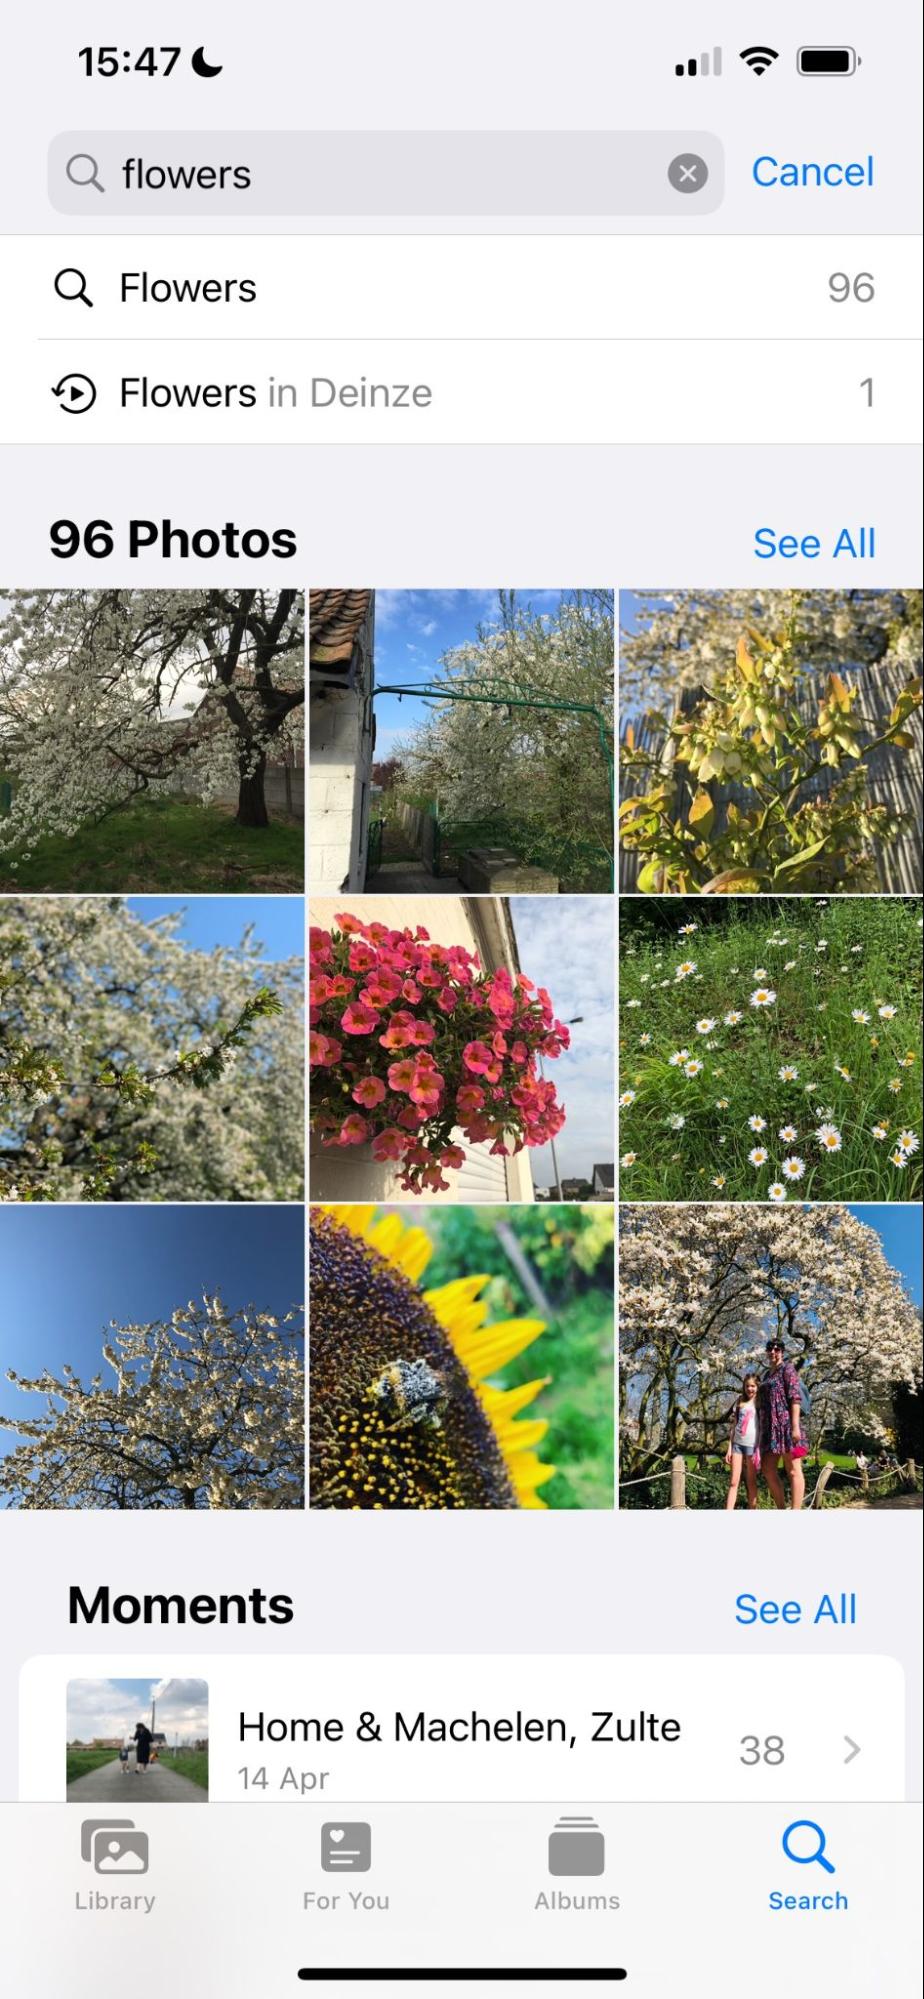 15:47
flowers
Cancel
Flowers 96
Flowers in Deinze 1
96 Photos See All
Moments See All
Home & Machelen, Zulte
14 Apr
38
Library For You Albums Search